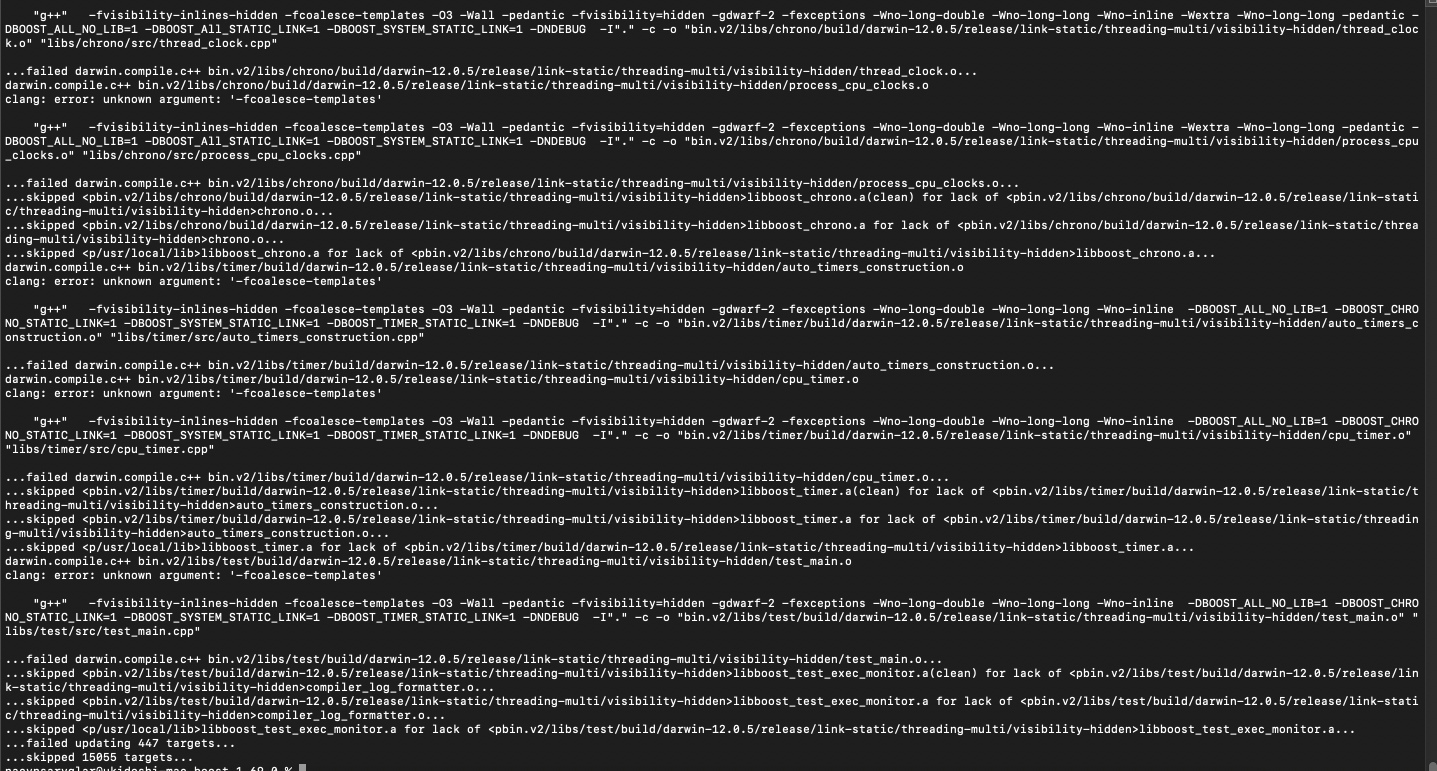 "g++"   -fvisibility-inlines-hidden -fcoalesce-templates -O3 -Wall -pedantic -fvisibility=hidden -gdwarf-2 -fexceptions -Wno-long-double -Wno-long-long -Wno-inline -Wextra -Wno-long-long -pedantic -
DBOOST_ALL_NO_LIB=1 -DBOOST_All_STATIC_LINK=1 -DBOOST_SYSTEM_STATIC_LINK=1 -DNDEBUG  -I"." -c -o "bin.v2/libs/chrono/build/darwin-12.0.5/release/link-static/threading-multi/visibility-hidden/thread_cloc
k.o" "libs/chrono/src/thread_clock.cpp"
...failed darwin.compile.c++ bin.v2/libs/chrono/build/darwin-12.0.5/release/link-static/threading-multi/visibility-hidden/thread_clock.o...
darwin.compile.c++ bin.v2/libs/chrono/build/darwin-12.0.5/release/link-static/threading-multi/visibility-hidden/process_cpu_clocks.o
clang: error: unknown argument: '-fcoalesce-templates'
"g++"   -fvisibility-inlines-hidden -fcoalesce-templates -O3 -Wall -pedantic -fvisibility=hidden -gdwarf-2 -fexceptions -Wno-long-double -Wno-long-long -Wno-inline -Wextra -Wno-long-long -pedantic -
DBOOST_ALL_NO_LIB=1 -DBOOST_All_STATIC_LINK=1 -DBOOST_SYSTEM_STATIC_LINK=1 -DNDEBUG  -I"." -c -o "bin.v2/libs/chrono/build/darwin-12.0.5/release/link-static/threading-multi/visibility-hidden/process_cpu
_clocks.o" "libs/chrono/src/process_cpu_clocks.cpp"
...failed darwin.compile.c++ bin.v2/libs/chrono/build/darwin-12.0.5/release/link-static/threading-multi/visibility-hidden/process_cpu_clocks.o...
...skipped <pbin.v2/libs/chrono/build/darwin-12.0.5/release/link-static/threading-multi/visibility-hidden>libboost_chrono.a(clean) for lack of <pbin.v2/libs/chrono/build/darwin-12.0.5/release/link-stati
c/threading-multi/visibility-hidden>chrono.o...
...skipped <pbin.v2/libs/chrono/build/darwin-12.0.5/release/link-static/threading-multi/visibility-hidden>libboost_chrono.a for lack of <pbin.v2/libs/chrono/build/darwin-12.0.5/release/link-static/threa
ding-multi/visibility-hidden>chrono.o...
...skipped <p/usr/local/lib>libboost_chrono.a for lack of <pbin.v2/libs/chrono/build/darwin-12.0.5/release/link-static/threading-multi/visibility-hidden>libboost_chrono.a...
darwin.compile.c++ bin.v2/libs/timer/build/darwin-12.0.5/release/link-static/threading-multi/visibility-hidden/auto_timers_construction.o
clang: error: unknown argument: '-fcoalesce-templates'
"g++"   -fvisibility-inlines-hidden -fcoalesce-templates -O3 -Wall -pedantic -fvisibility=hidden -gdwarf-2 -fexceptions -Wno-long-double -Wno-long-long -Wno-inline  -DBOOST_ALL_NO_LIB=1 -DBOOST_CHRO
NO_STATIC_LINK=1 -DBOOST_SYSTEM_STATIC_LINK=1 -DBOOST_TIMER_STATIC_LINK=1 -DNDEBUG  -I"." -c -o "bin.v2/libs/timer/build/darwin-12.0.5/release/link-static/threading-multi/visibility-hidden/auto_timers_c
onstruction.o" "libs/timer/src/auto_timers_construction.cpp"
...failed darwin.compile.c++ bin.v2/libs/timer/build/darwin-12.0.5/release/link-static/threading-multi/visibility-hidden/auto_timers_construction.o...
darwin.compile.c++ bin.v2/libs/timer/build/darwin-12.0.5/release/link-static/threading-multi/visibility-hidden/cpu_timer.o
clang: error: unknown argument: '-fcoalesce-templates'
"g++"   -fvisibility-inlines-hidden -fcoalesce-templates -O3 -Wall -pedantic -fvisibility=hidden -gdwarf-2 -fexceptions -Wno-long-double -Wno-long-long -Wno-inline  -DBOOST_ALL_NO_LIB=1 -DBOOST_CHRO
NO_STATIC_LINK=1 -DBOOST_SYSTEM_STATIC_LINK=1 -DBOOST_TIMER_STATIC_LINK=1 -DNDEBUG  -I"." -c -o "bin.v2/libs/timer/build/darwin-12.0.5/release/link-static/threading-multi/visibility-hidden/cpu_timer.o"
"libs/timer/src/cpu_timer.cpp"
...failed darwin.compile.c++ bin.v2/libs/timer/build/darwin-12.0.5/release/link-static/threading-multi/visibility-hidden/cpu_timer.o...
...skipped <pbin.v2/libs/timer/build/darwin-12.0.5/release/link-static/threading-multi/visibility-hidden>libboost_timer.a(clean) for lack of <pbin.v2/libs/timer/build/darwin-12.0.5/release/link-static/t
hreading-multi/visibility-hidden>auto_timers_construction.o...
...skipped <pbin.v2/libs/timer/build/darwin-12.0.5/release/link-static/threading-multi/visibility-hidden>libboost_timer.a for lack of <pbin.v2/libs/timer/build/darwin-12.0.5/release/link-static/threadin
g-multi/visibility-hidden>auto_timers_construction.o...
...skipped <p/usr/local/lib>libboost_timer.a for lack of <pbin.v2/libs/timer/build/darwin-12.0.5/release/link-static/threading-multi/visibility-hidden>libboost_timer.a...
darwin.compile.c++ bin.v2/libs/test/build/darwin-12.0.5/release/link-static/threading-multi/visibility-hidden/test_main.o
clang: error: unknown argument: '-fcoalesce-templates'
"g++"   -fvisibility-inlines-hidden -fcoalesce-templates -O3 -Wall -pedantic -fvisibility=hidden -gdwarf-2 -fexceptions -Wno-long-double -Wno-long-long -Wno-inline  -DBOOST_ALL_NO_LIB=1 -DBOOST_CHRO
NO_STATIC_LINK=1 -DBOOST_SYSTEM_STATIC_LINK=1 -DBOOST_TIMER_STATIC_LINK=1 -DNDEBUG  -I"." -c -o "bin.v2/libs/test/build/darwin-12.0.5/release/link-static/threading-multi/visibility-hidden/test_main.o" "
libs/test/src/test_main.cpp"
...failed darwin.compile.c++ bin.v2/libs/test/build/darwin-12.0.5/release/link-static/threading-multi/visibility-hidden/test_main.o...
...skipped <pbin.v2/libs/test/build/darwin-12.0.5/release/link-static/threading-multi/visibility-hidden>libboost_test_exec_monitor.a(clean) for lack of <pbin.v2/libs/test/build/darwin-12.0.5/release/lin
k-static/threading-multi/visibility-hidden>compiler_log_formatter.o...
...skipped <pbin.v2/libs/test/build/darwin-12.0.5/release/link-static/threading-multi/visibility-hidden>libboost_test_exec_monitor.a for lack of <pbin.v2/libs/test/build/darwin-12.0.5/release/link-stati
c/threading-multi/visibility-hidden>compiler_log_formatter.o...
...skipped <p/usr/local/lib>libboost_test_exec_monitor.a for lack of <pbin.v2/libs/test/build/darwin-12.0.5/release/link-static/threading-multi/visibility-hidden>libboost_test_exec_monitor.a...
...failed updating 447 targets...
...skipped 15055 targets...